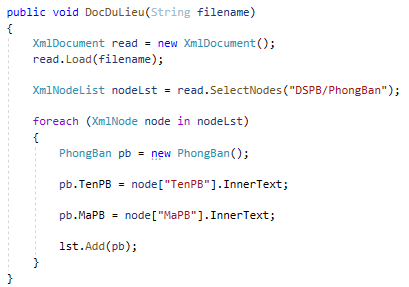 public void DocDuLieu(String filename)
{
XmlDocument read = new XmlDocument();
read.Load(filename);
XmlNodeList nodeLst = read.SelectNodes("DSPB/PhongBan");
foreach (XmlNode node in nodeLst)
{
PhongBan pb = new PhongBan();
pb.TenPB = node["TenPB"].InnerText;
pb.MaPB = node["MaPB"].InnerText;
lst.Add(pb);
}
}